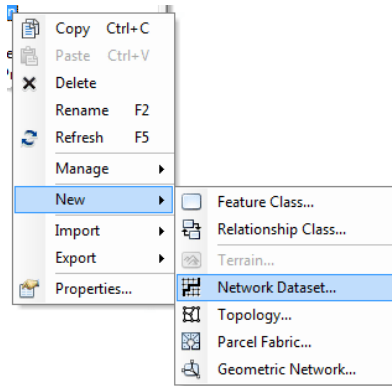 Copy Ctrl+C
Paste Ctrl+V
Delete
Rename F2
Refresh F5
Manage
New
Import
Export
Properties...
Feature Class...
Relationship Class...
Terrain...
Network Dataset...
Topology...
Parcel Fabric...
Geometric Network...